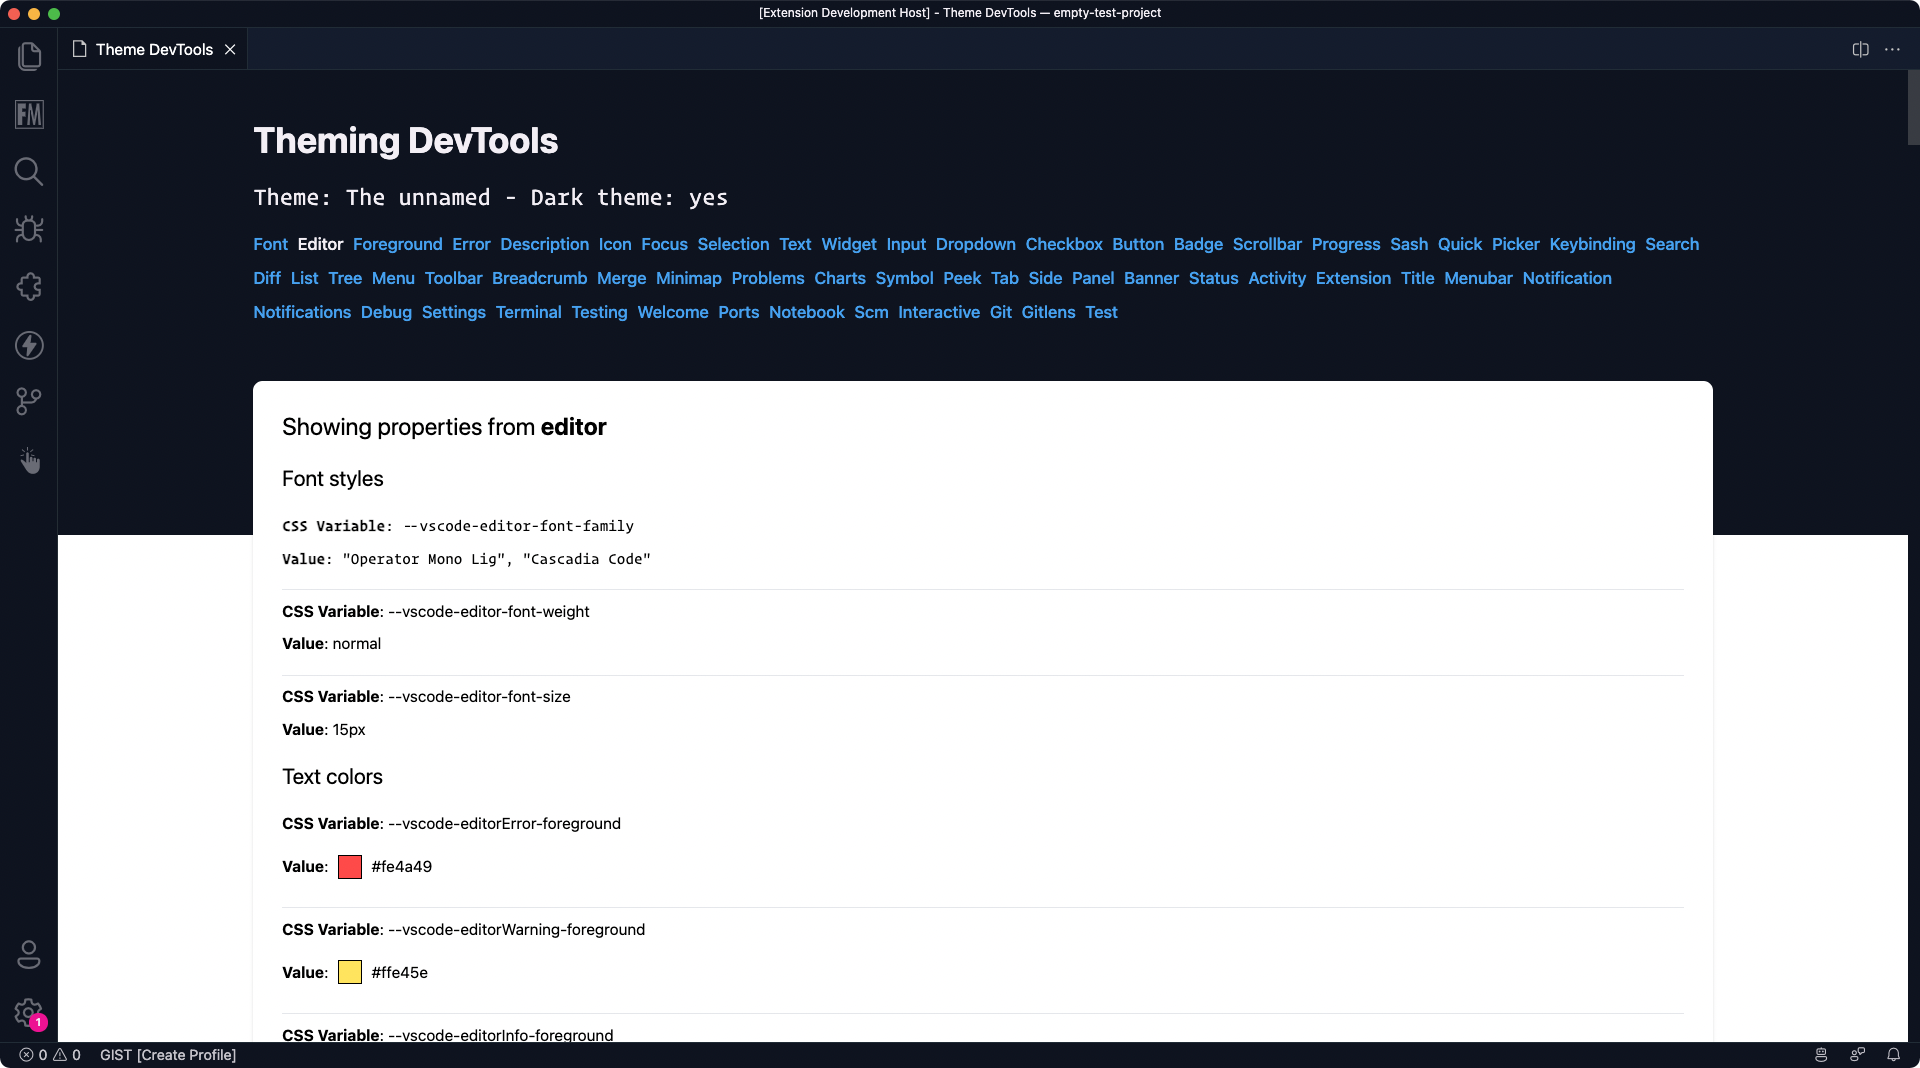 [Extension Development Host] - Theme DevTools — empty-test-project
Theme DevTools
FM
Theming DevTools
Theme: The unnamed - Dark theme: yes
Font Editor Foreground Error Description Icon Focus Selection Text Widget Input Dropdown Checkbox Button Badge Scrollbar Progress Sash Quick Picker Keybinding Search
Diff List Tree Menu Toolbar Breadcrumb Merge Minimap Problems Charts Symbol Peek Tab Side Panel Banner Status Activity Extension Title Menubar Notification
Notifications Debug Settings Terminal Testing Welcome Ports Notebook Scm Interactive Git Gitlens Test
Showing properties from editor
Font styles
CSS Variable: --vscode-editor-font-family
Value: "Operator Mono Lig", "Cascadia Code"
CSS Variable: --vscode-editor-font-weight
Value: normal
CSS Variable: --vscode-editor-font-size
Value: 15px
Text colors
CSS Variable: --vscode-editorError-foreground
Value: #fe4a49
CSS Variable: --vscode-editorWarning-foreground
Value: #ffe45e
CSS Variable: --vscode-editorInfo-foreground
1
0 0 GIST [Create Profile]